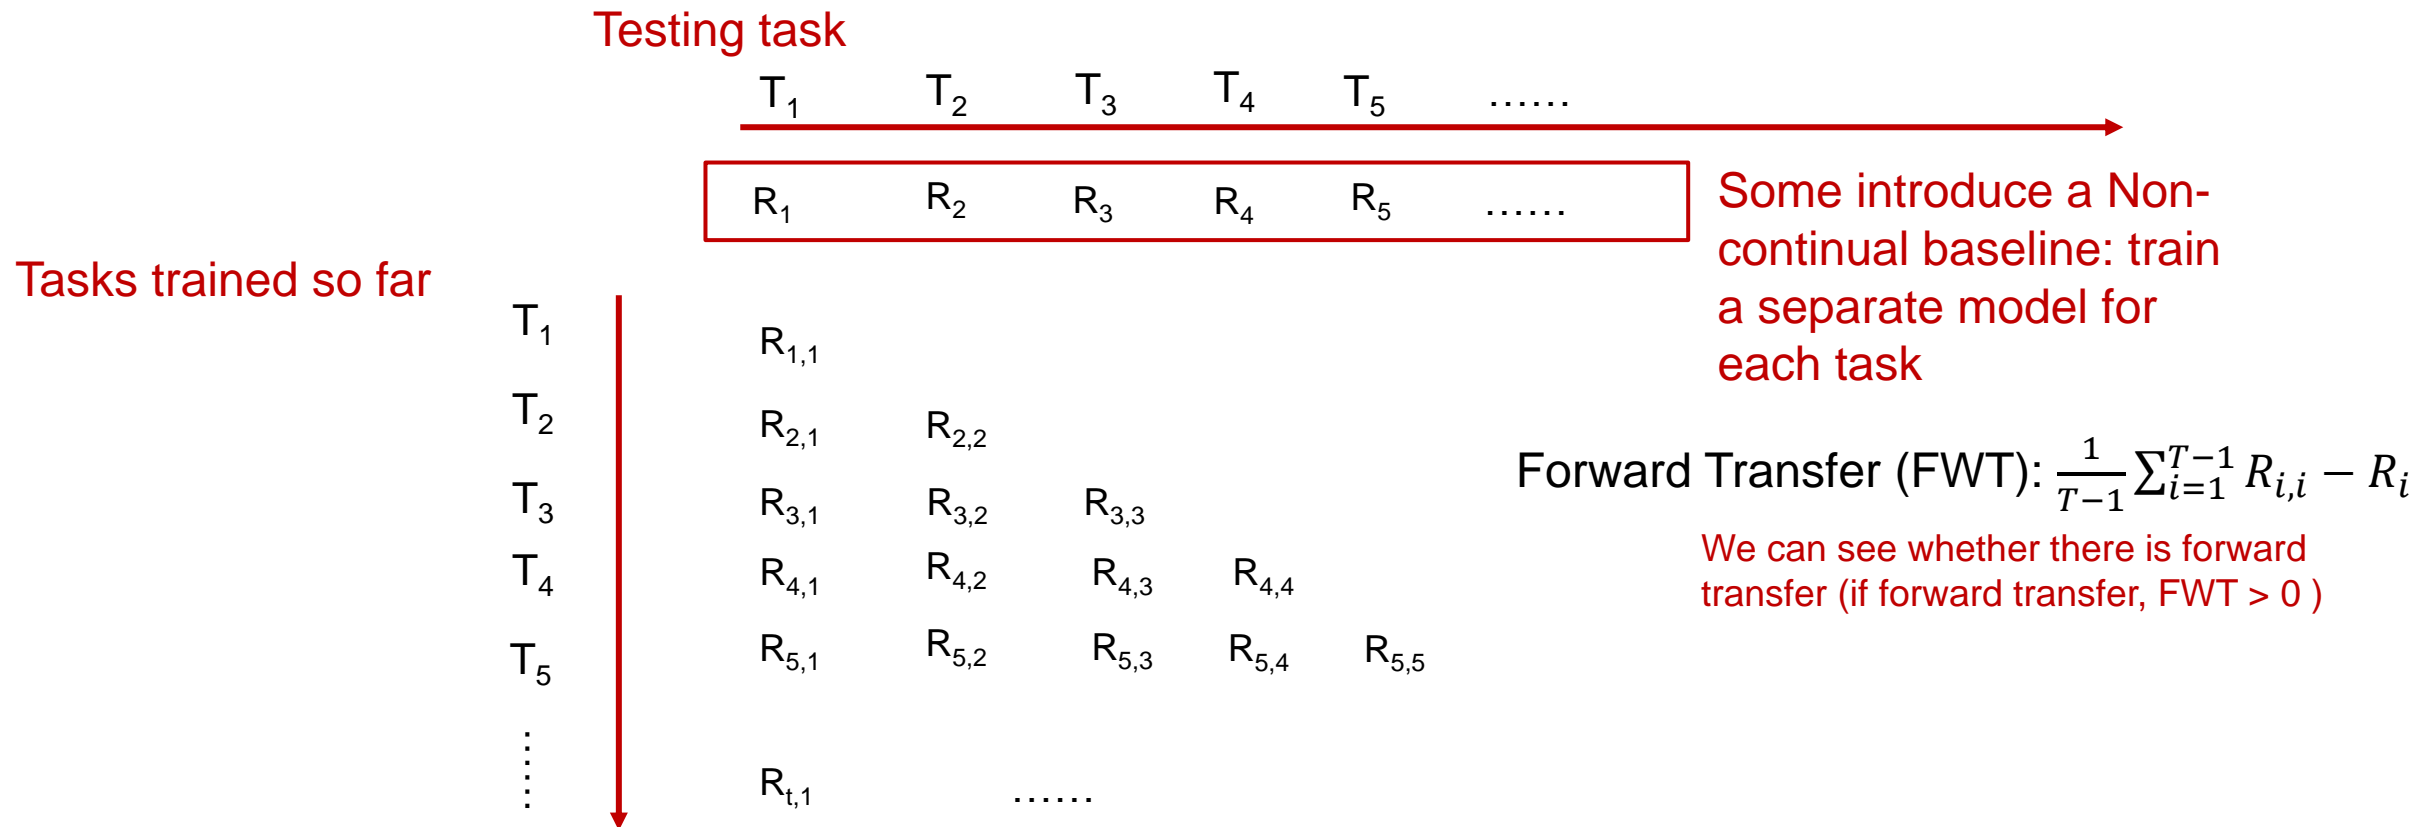 Testing task
T₁ T₂ T₃ T₄ T₅ ......
R₁ R₂ R₃ R₄ R₅ ......
Some introduce a Non-
continual baseline: train
a separate model for
each task
Tasks trained so far
T₁ R₁,₁
T₂ R₂,₁ R₂,₂
T₃ R₃,₁ R₃,₂ R₃,₃
T₄ R₄,₁ R₄,₂ R₄,₃ R₄,₄
T₅ R₅,₁ R₅,₂ R₅,₃ R₅,₄ R₅,₅
......
Rₜ,₁ ......
Forward Transfer (FWT): $\frac{1}{T-1}\sum_{i=1}^{T-1} R_{i,i} - R_i$
We can see whether there is forward
transfer (if forward transfer, FWT > 0 )